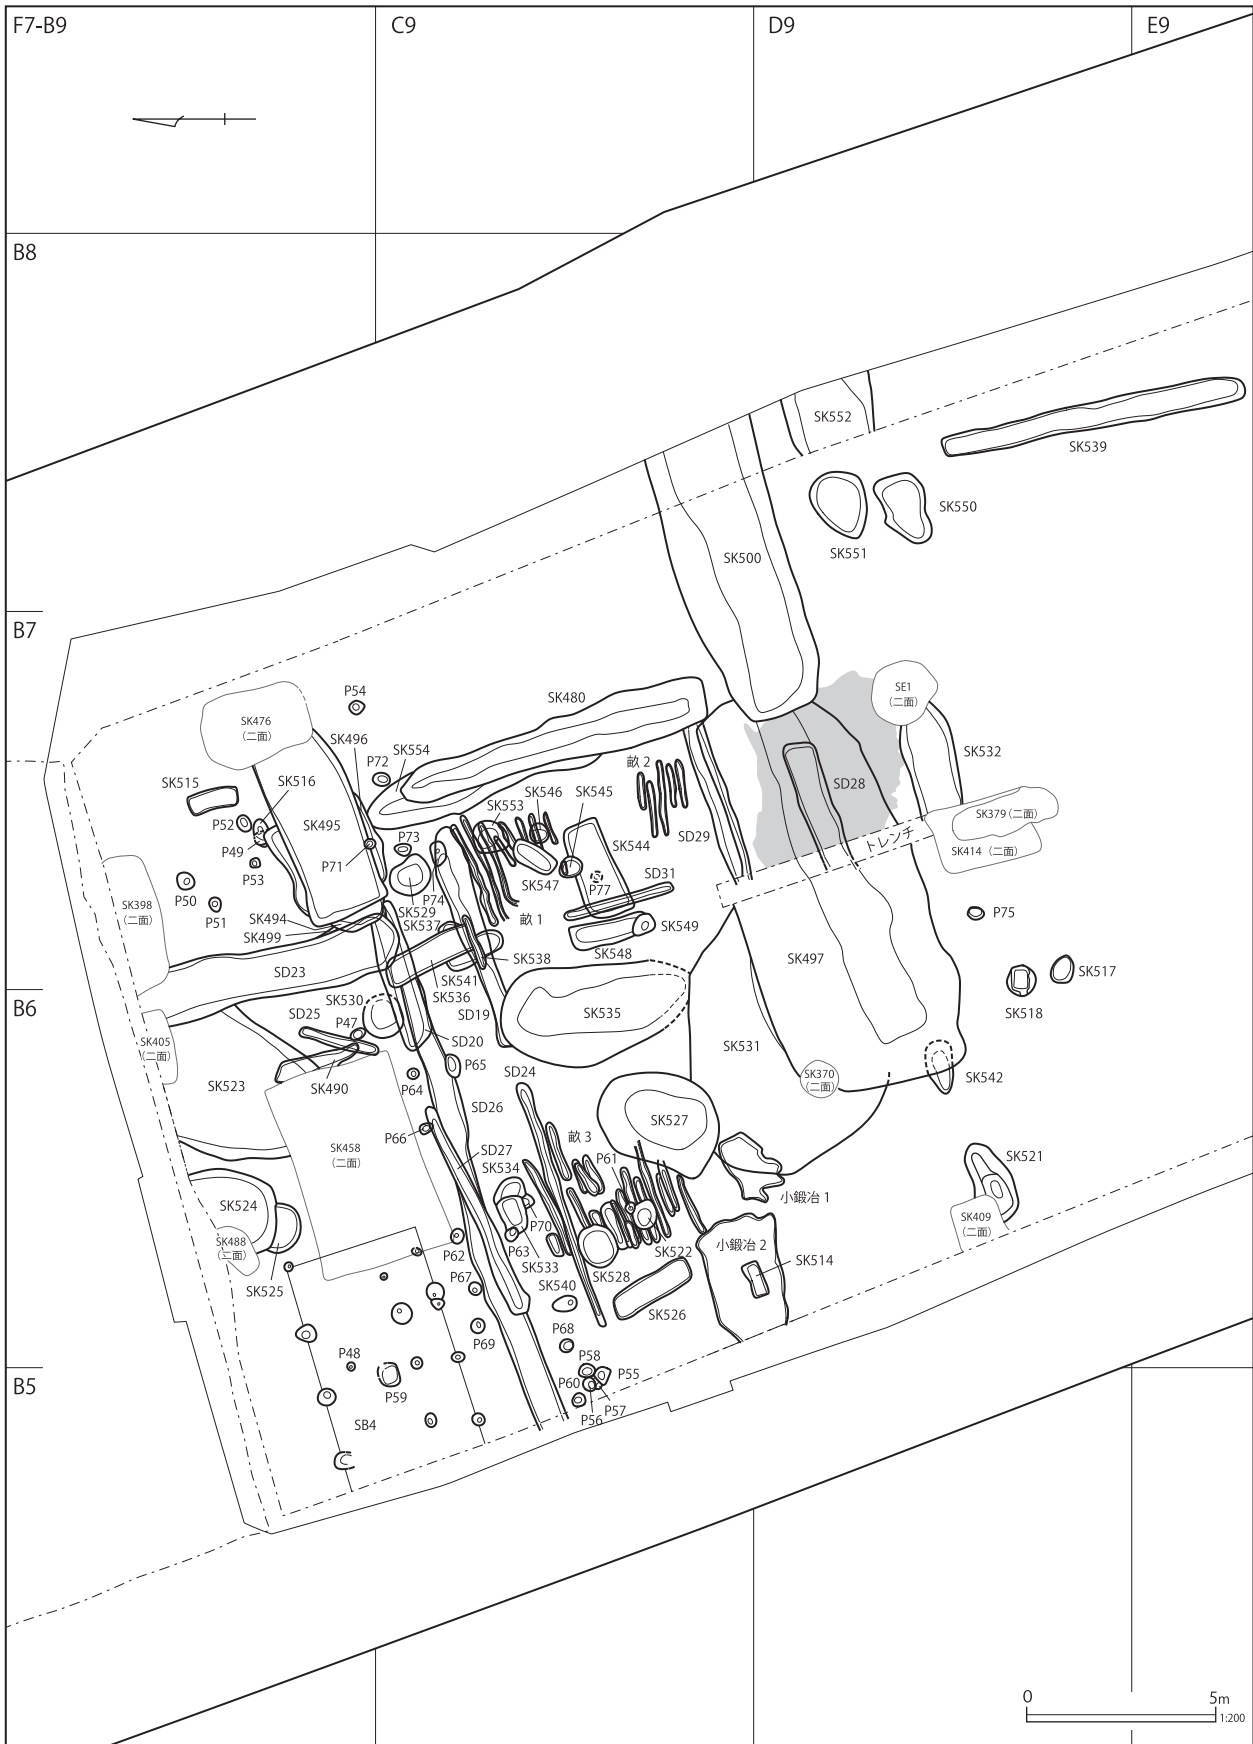 F7-B9
C9
D9
E9
B8
SK552
SK539
SK550
SK551
SK500
B7
P54
SK480
SE1
(二面)
SK476
(二面)
SK496
SK554
SK532
P72
畝 2
SK515
SK516
SK546
SK545
SD28
SK553
SK379(二面)
P52
SK495
SD29
トレンチ
P49
P73
SK544
SK414 (二面)
P53
P71
SK547
P77
SD31
P50
P74
SK398
(二面)
P51
SK529
畝 1
P75
SK494
SK537
SK549
SK499
SK538
SK548
SK497
SD23
SK541
SK517
B6
SK530
SK536
SK518
SD25
SD19
SK535
P47
SD20
SK405
(二面)
SK531
P65
SD24
SK523
SK490
P64
SK370
(二面)
SK542
SD26
SK527
P66
畝 3
SK458
(二面)
SD27
P61
SK521
SK534
小鍛冶 1
SK524
SK409
(二面)
P70
SK488
(二面)
P63
小鍛冶 2
P62
SK533
SK522
SK514
SK525
P67
SK528
SK540
SK526
P69
P68
P48
P58
P55
B5
P60
P59
P57
SB4
P56
0
5m
1:200